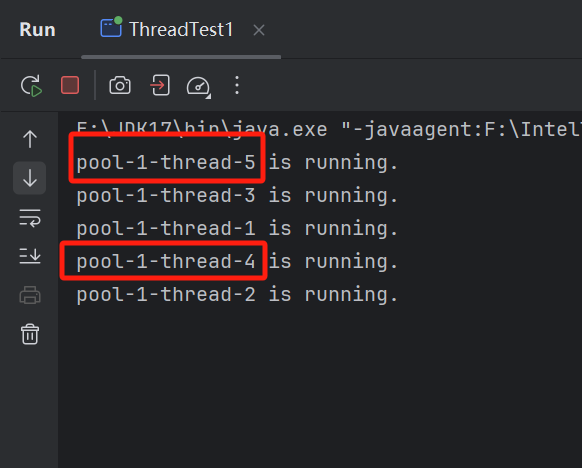 Run
ThreadTest1
F:\JDK17\bin\java.exe "-javaagent:F:\Intel
pool-1-thread-5 is running.
pool-1-thread-3 is running.
pool-1-thread-1 is running.
pool-1-thread-4 is running.
pool-1-thread-2 is running.